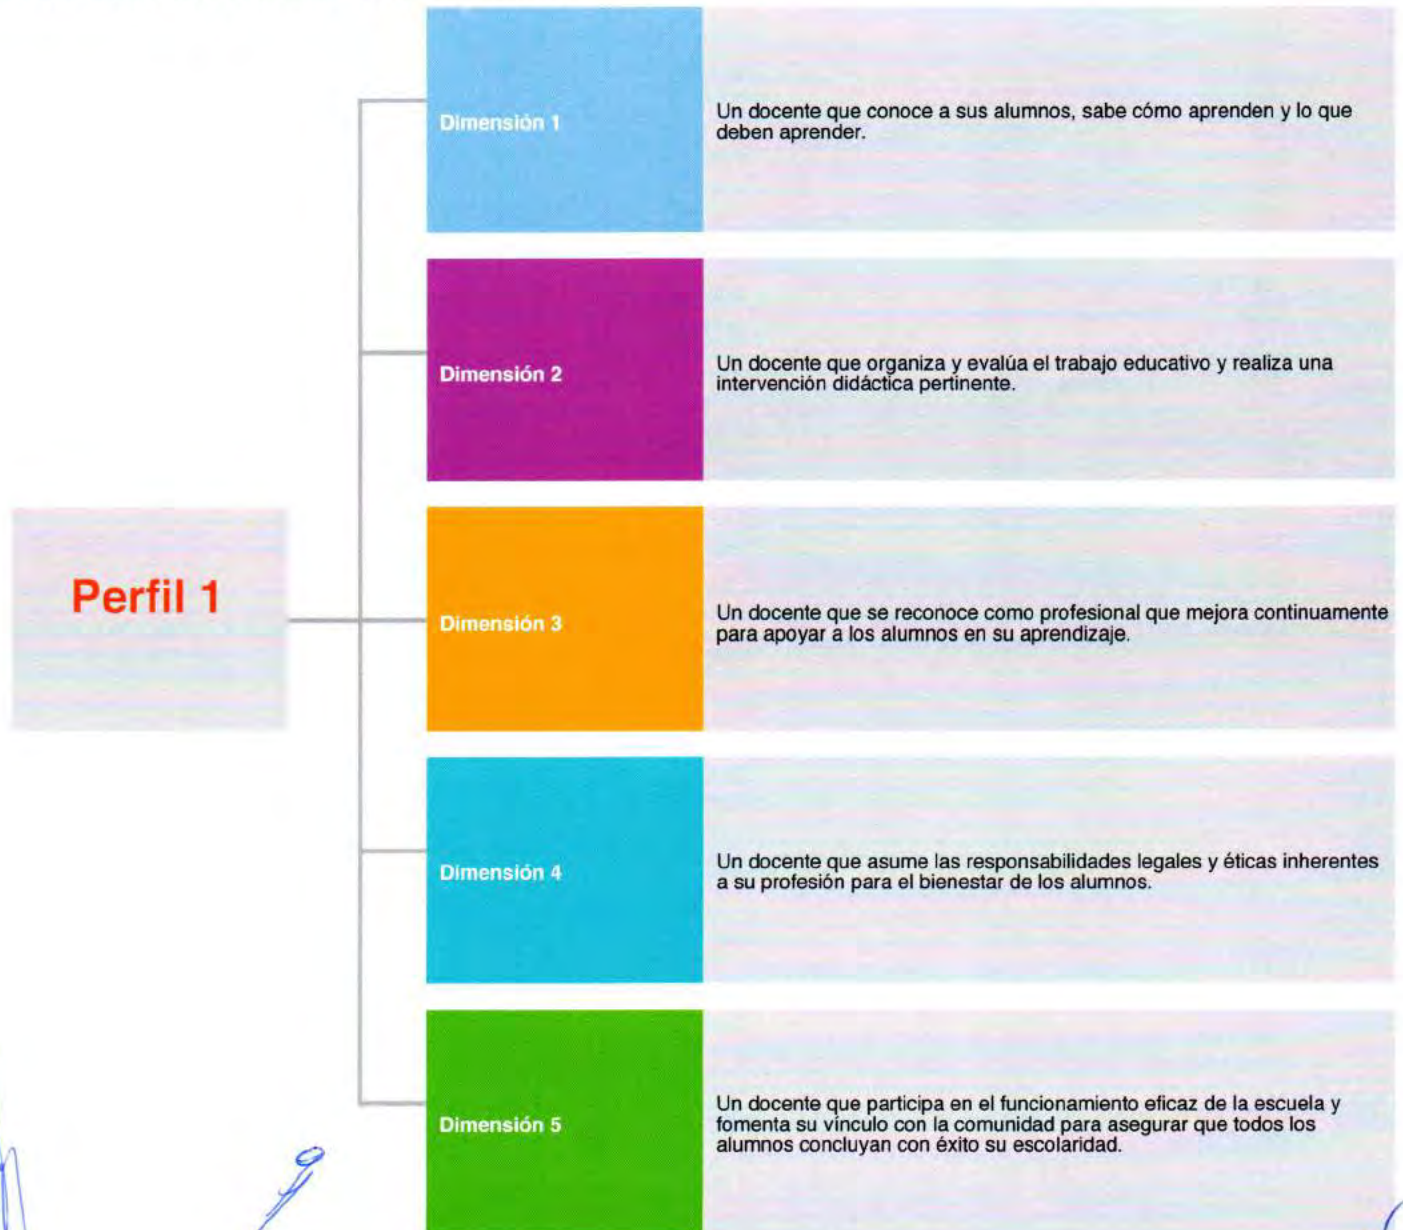 Dimensión 1
Un docente que conoce a sus alumnos, sabe cómo aprenden y lo que
deben aprender.
Dimensión 2
Un docente que organiza y evalúa el trabajo educativo y realiza una
intervención didáctica pertinente.
Perfil 1
Dimensión 3
Un docente que se reconoce como profesional que mejora continuamente
para apoyar a los alumnos en su aprendizaje.
Dimensión 4
Un docente que asume las responsabilidades legales y éticas inherentes
a su profesión para el bienestar de los alumnos.
Dimensión 5
Un docente que participa en el funcionamiento eficaz de la escuela y
fomenta su vínculo con la comunidad para asegurar que todos los
alumnos concluyan con éxito su escolaridad.